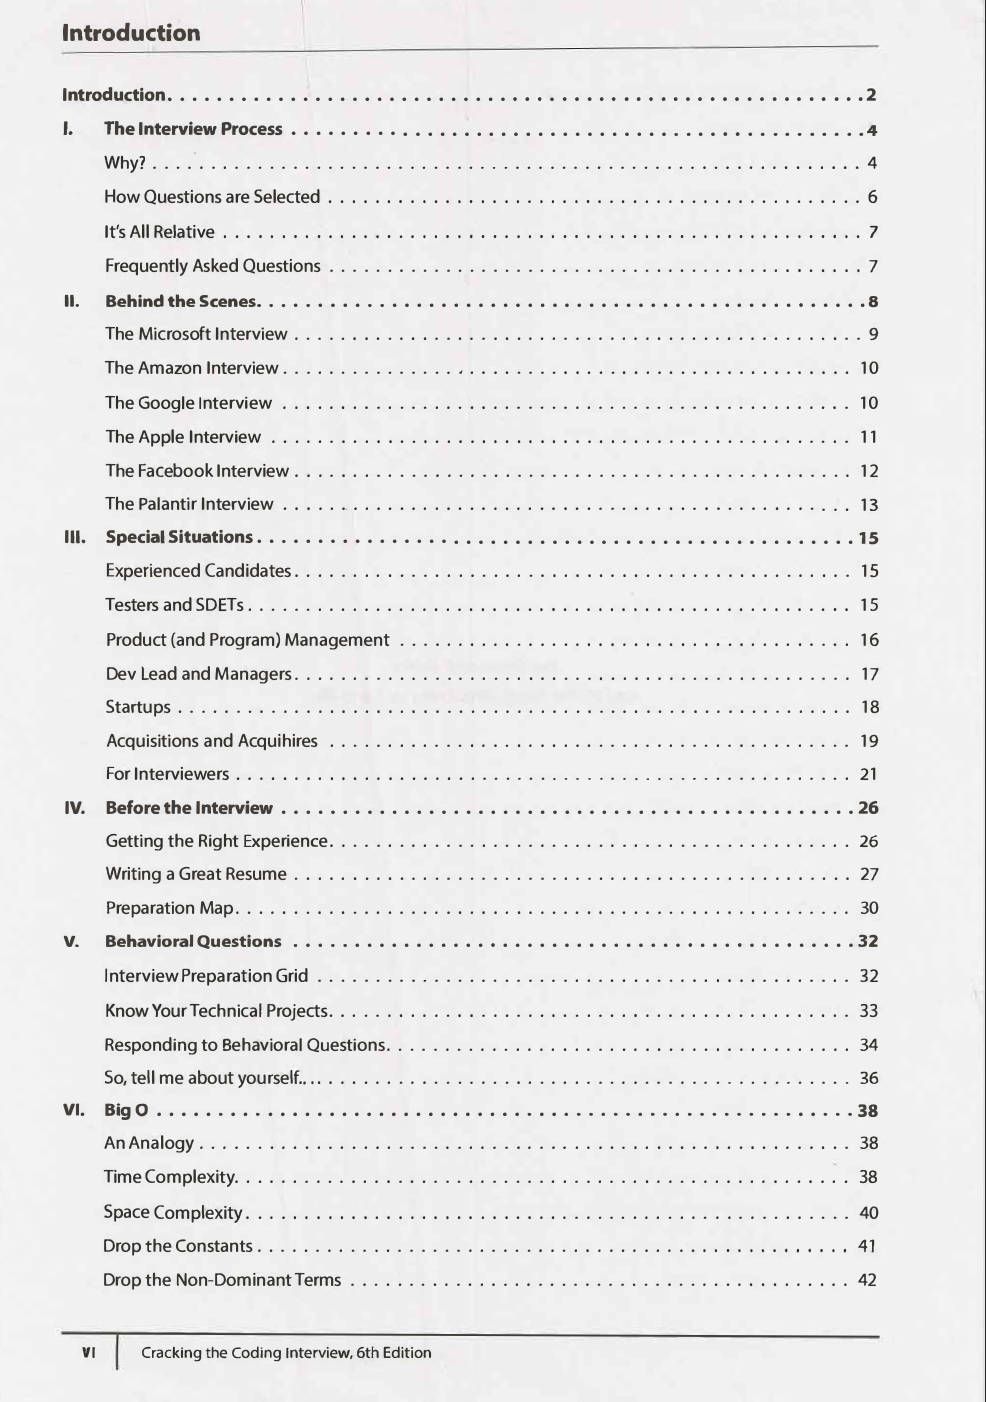 Introduction
Introduction. . . . . . . . . . . . . . . . . . . . . . . . . . . . . . . . . . . . . . . . . . . . . . . . . . . . . . . . .2
I. The Interview Process . . . . . . . . . . . . . . . . . . . . . . . . . . . . . . . . . . . . . . . . . . . . . . .4
Why? . . . . . . . . . . . . . . . . . . . . . . . . . . . . . . . . . . . . . . . . . . . . . . . . . . . . . . . . . . . . . 4
How Questions are Selected . . . . . . . . . . . . . . . . . . . . . . . . . . . . . . . . . . . . . . . . . . . . . . 6
It's All Relative . . . . . . . . . . . . . . . . . . . . . . . . . . . . . . . . . . . . . . . . . . . . . . . . . . . . . . . 7
Frequently Asked Questions . . . . . . . . . . . . . . . . . . . . . . . . . . . . . . . . . . . . . . . . . . . . . . 7
II. Behind the Scenes. . . . . . . . . . . . . . . . . . . . . . . . . . . . . . . . . . . . . . . . . . . . . . . . . .8
The Microsoft Interview . . . . . . . . . . . . . . . . . . . . . . . . . . . . . . . . . . . . . . . . . . . . . . . . . 9
The Amazon Interview . . . . . . . . . . . . . . . . . . . . . . . . . . . . . . . . . . . . . . . . . . . . . . . . . 10
The Google Interview . . . . . . . . . . . . . . . . . . . . . . . . . . . . . . . . . . . . . . . . . . . . . . . . . 10
The Apple Interview . . . . . . . . . . . . . . . . . . . . . . . . . . . . . . . . . . . . . . . . . . . . . . . . . . 11
The Facebook Interview . . . . . . . . . . . . . . . . . . . . . . . . . . . . . . . . . . . . . . . . . . . . . . . . 12
The Palantir Interview . . . . . . . . . . . . . . . . . . . . . . . . . . . . . . . . . . . . . . . . . . . . . . . . . 13
III. Special Situations . . . . . . . . . . . . . . . . . . . . . . . . . . . . . . . . . . . . . . . . . . . . . . . . . 15
Experienced Candidates. . . . . . . . . . . . . . . . . . . . . . . . . . . . . . . . . . . . . . . . . . . . . . . . 15
Testers and SDETs . . . . . . . . . . . . . . . . . . . . . . . . . . . . . . . . . . . . . . . . . . . . . . . . . . . . 15
Product (and Program) Management . . . . . . . . . . . . . . . . . . . . . . . . . . . . . . . . . . . . . . . 16
Dev Lead and Managers. . . . . . . . . . . . . . . . . . . . . . . . . . . . . . . . . . . . . . . . . . . . . . . . 17
Startups . . . . . . . . . . . . . . . . . . . . . . . . . . . . . . . . . . . . . . . . . . . . . . . . . . . . . . . . . . 18
Acquisitions and Acquihires . . . . . . . . . . . . . . . . . . . . . . . . . . . . . . . . . . . . . . . . . . . . . 19
For Interviewers . . . . . . . . . . . . . . . . . . . . . . . . . . . . . . . . . . . . . . . . . . . . . . . . . . . . . 21
IV. Before the Interview . . . . . . . . . . . . . . . . . . . . . . . . . . . . . . . . . . . . . . . . . . . . . . . 26
Getting the Right Experience. . . . . . . . . . . . . . . . . . . . . . . . . . . . . . . . . . . . . . . . . . . . . 26
Writing a Great Resume . . . . . . . . . . . . . . . . . . . . . . . . . . . . . . . . . . . . . . . . . . . . . . . . 27
Preparation Map. . . . . . . . . . . . . . . . . . . . . . . . . . . . . . . . . . . . . . . . . . . . . . . . . . . . . 30
V. Behavioral Questions . . . . . . . . . . . . . . . . . . . . . . . . . . . . . . . . . . . . . . . . . . . . . . 32
Interview Preparation Grid . . . . . . . . . . . . . . . . . . . . . . . . . . . . . . . . . . . . . . . . . . . . . . 32
Know Your Technical Projects. . . . . . . . . . . . . . . . . . . . . . . . . . . . . . . . . . . . . . . . . . . . . 33
Responding to Behavioral Questions. . . . . . . . . . . . . . . . . . . . . . . . . . . . . . . . . . . . . . . . 34
So, tell me about yourself.... . . . . . . . . . . . . . . . . . . . . . . . . . . . . . . . . . . . . . . . . . . . . . 36
VI. Big O . . . . . . . . . . . . . . . . . . . . . . . . . . . . . . . . . . . . . . . . . . . . . . . . . . . . . . . . . 38
An Analogy . . . . . . . . . . . . . . . . . . . . . . . . . . . . . . . . . . . . . . . . . . . . . . . . . . . . . . . . 38
Time Complexity. . . . . . . . . . . . . . . . . . . . . . . . . . . . . . . . . . . . . . . . . . . . . . . . . . . . . 38
Space Complexity. . . . . . . . . . . . . . . . . . . . . . . . . . . . . . . . . . . . . . . . . . . . . . . . . . . . 40
Drop the Constants . . . . . . . . . . . . . . . . . . . . . . . . . . . . . . . . . . . . . . . . . . . . . . . . . . . 41
Drop the Non-Dominant Terms . . . . . . . . . . . . . . . . . . . . . . . . . . . . . . . . . . . . . . . . . . . 42
VI Cracking the Coding Interview, 6th Edition